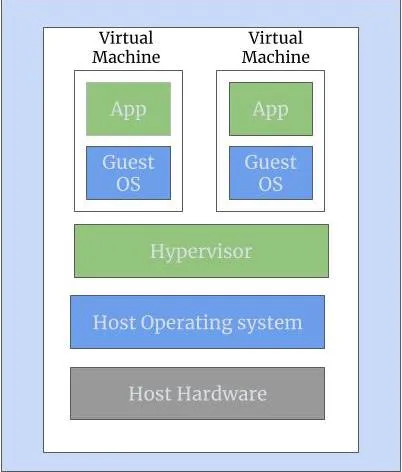 Virtual
Machine
Virtual
Machine
App
App
Guest
OS
Guest
OS
Hypervisor
Host Operating system
Host Hardware